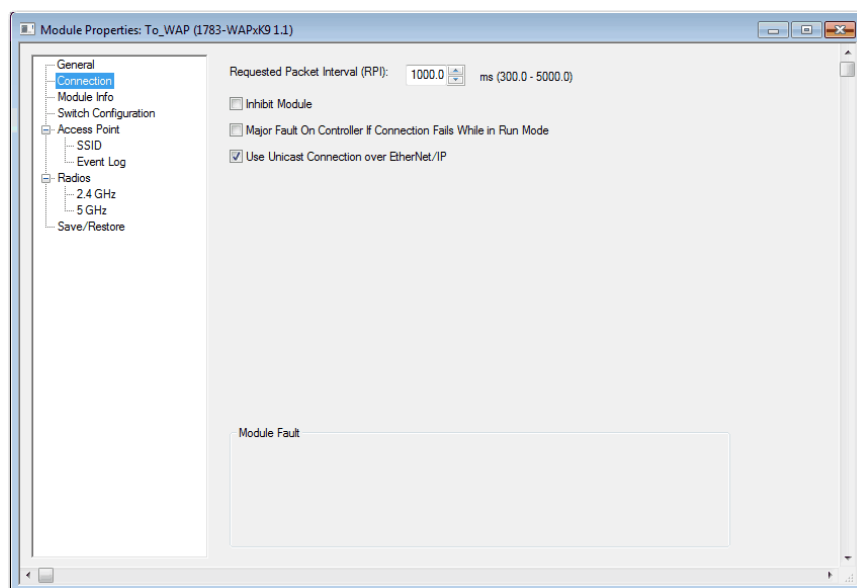 Module Properties: To_WAP (1783-WAPxK9 1.1)
General
Connection
Module Info
Switch Configuration
Access Point
SSID
Event Log
Radios
2.4 GHz
5 GHz
Save/Restore
Requested Packet Interval (RPI): 1000.0 ms (300.0 - 5000.0)
Inhibit Module
Major Fault On Controller If Connection Fails While in Run Mode
Use Unicast Connection over EtherNet/IP
Module Fault